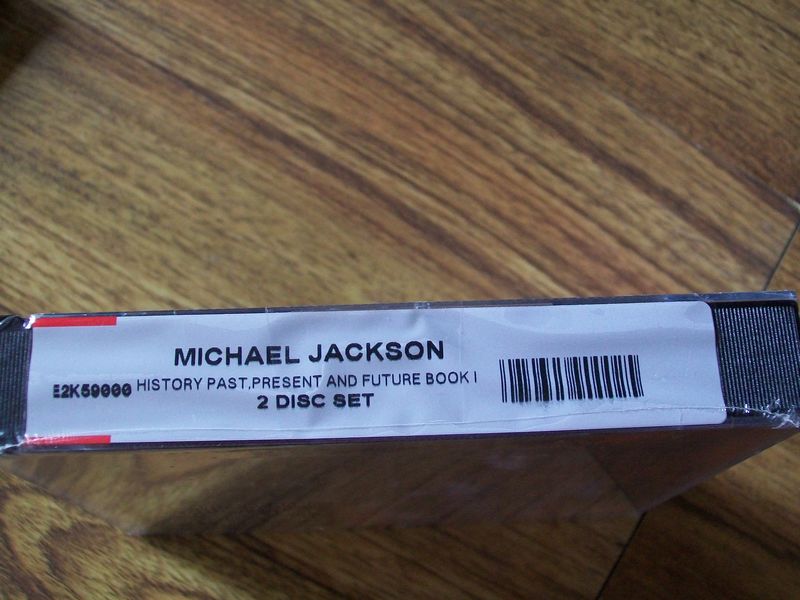 MICHAEL JACKSON
E2K59000 HISTORY PAST,PRESENT AND FUTURE BOOK I
2 DISC SET